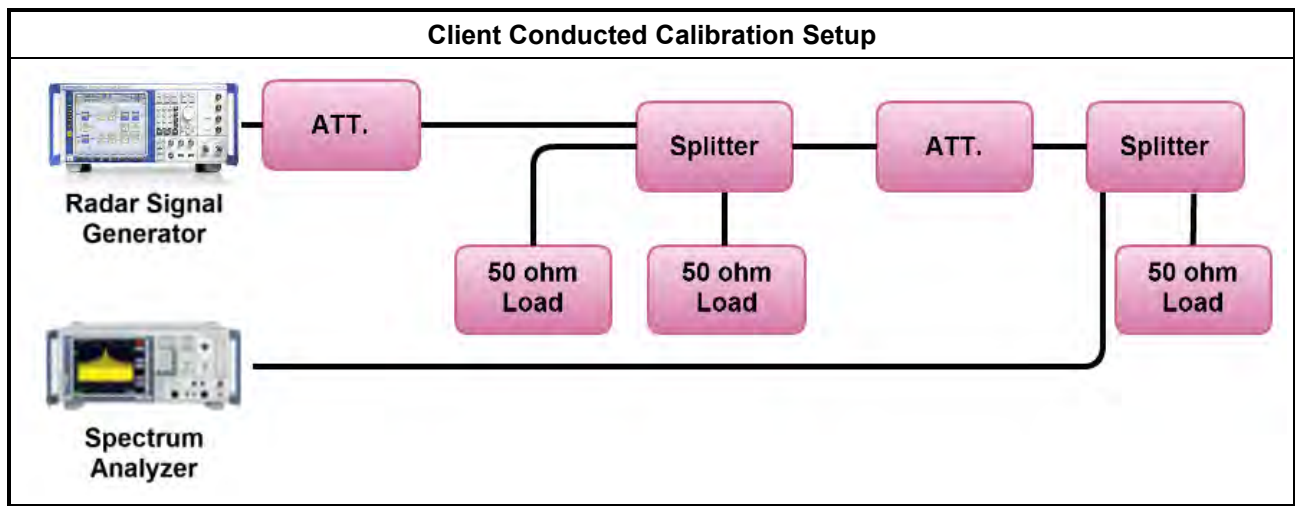 Client Conducted Calibration Setup
ATT.
Splitter
ATT.
Splitter
Radar Signal
Generator
50 ohm
Load
50 ohm
Load
50 ohm
Load
Spectrum
Analyzer